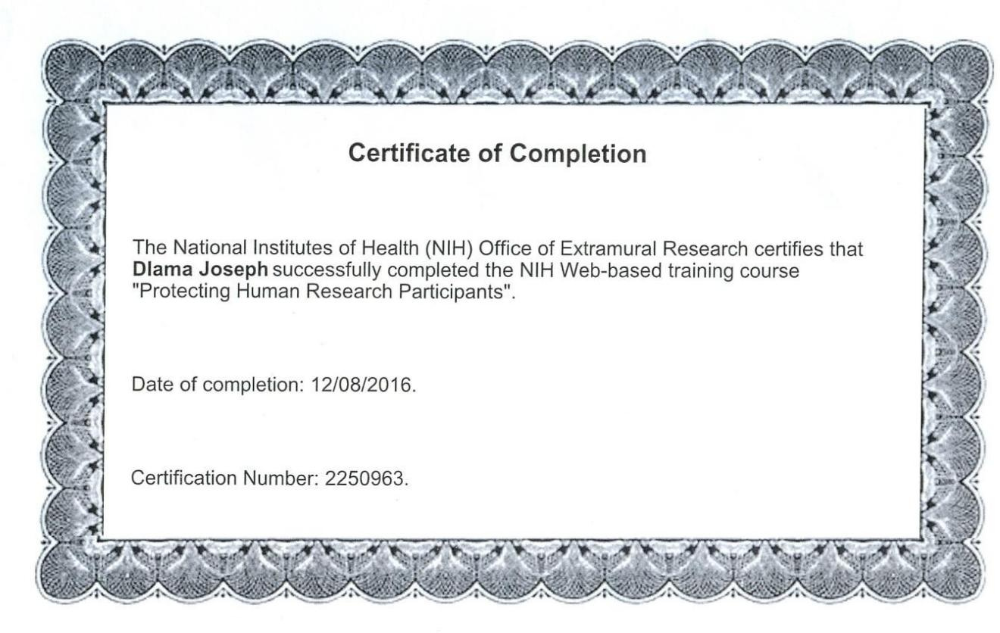 Certificate of Completion
The National Institutes of Health (NIH) Office of Extramural Research certifies that
Dlama Joseph successfully completed the NIH Web-based training course
"Protecting Human Research Participants".
Date of completion: 12/08/2016.
Certification Number: 2250963.